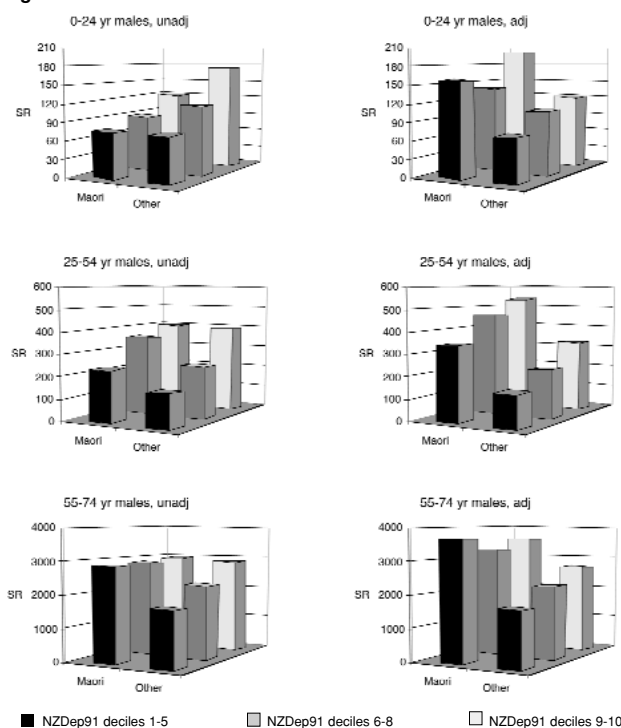 0-24 yr males, unadj
210
180
150
120
90
60
30
0
SR
Maori
Other
0-24 yr males, adj
210
180
150
120
90
60
30
0
SR
Maori
Other
25-54 yr males, unadj
600
500
400
300
200
100
0
SR
Maori
Other
25-54 yr males, adj
600
500
400
300
200
100
0
SR
Maori
Other
55-74 yr males, unadj
4000
3000
2000
1000
0
SR
Maori
Other
55-74 yr males, adj
4000
3000
2000
1000
0
SR
Maori
Other
NZDep91 deciles 1-5
NZDep91 deciles 6-8
NZDep91 deciles 9-10